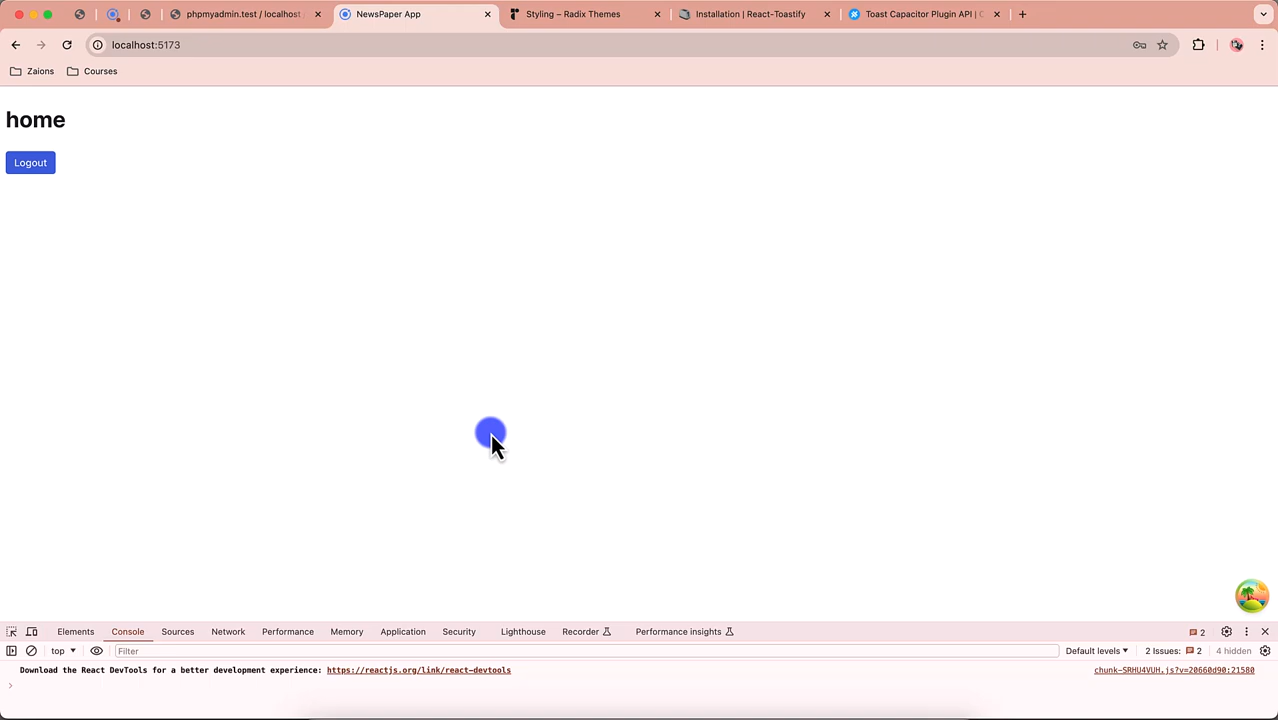 phpmyadmin.test / localhost
NewsPaper App
Styling – Radix Themes
Installation | React-Toastify
Toast Capacitor Plugin API | C
localhost:5173
Zaions
Courses
home
Logout
Elements
Console
Sources
Network
Performance
Memory
Application
Security
Lighthouse
Recorder
Performance insights
2
top
Filter
Default levels
2 Issues:
2
4 hidden
Download the React DevTools for a better development experience: https://reactjs.org/link/react-devtools
chunk-SRHU4VUH.js?v=20660d90:21580